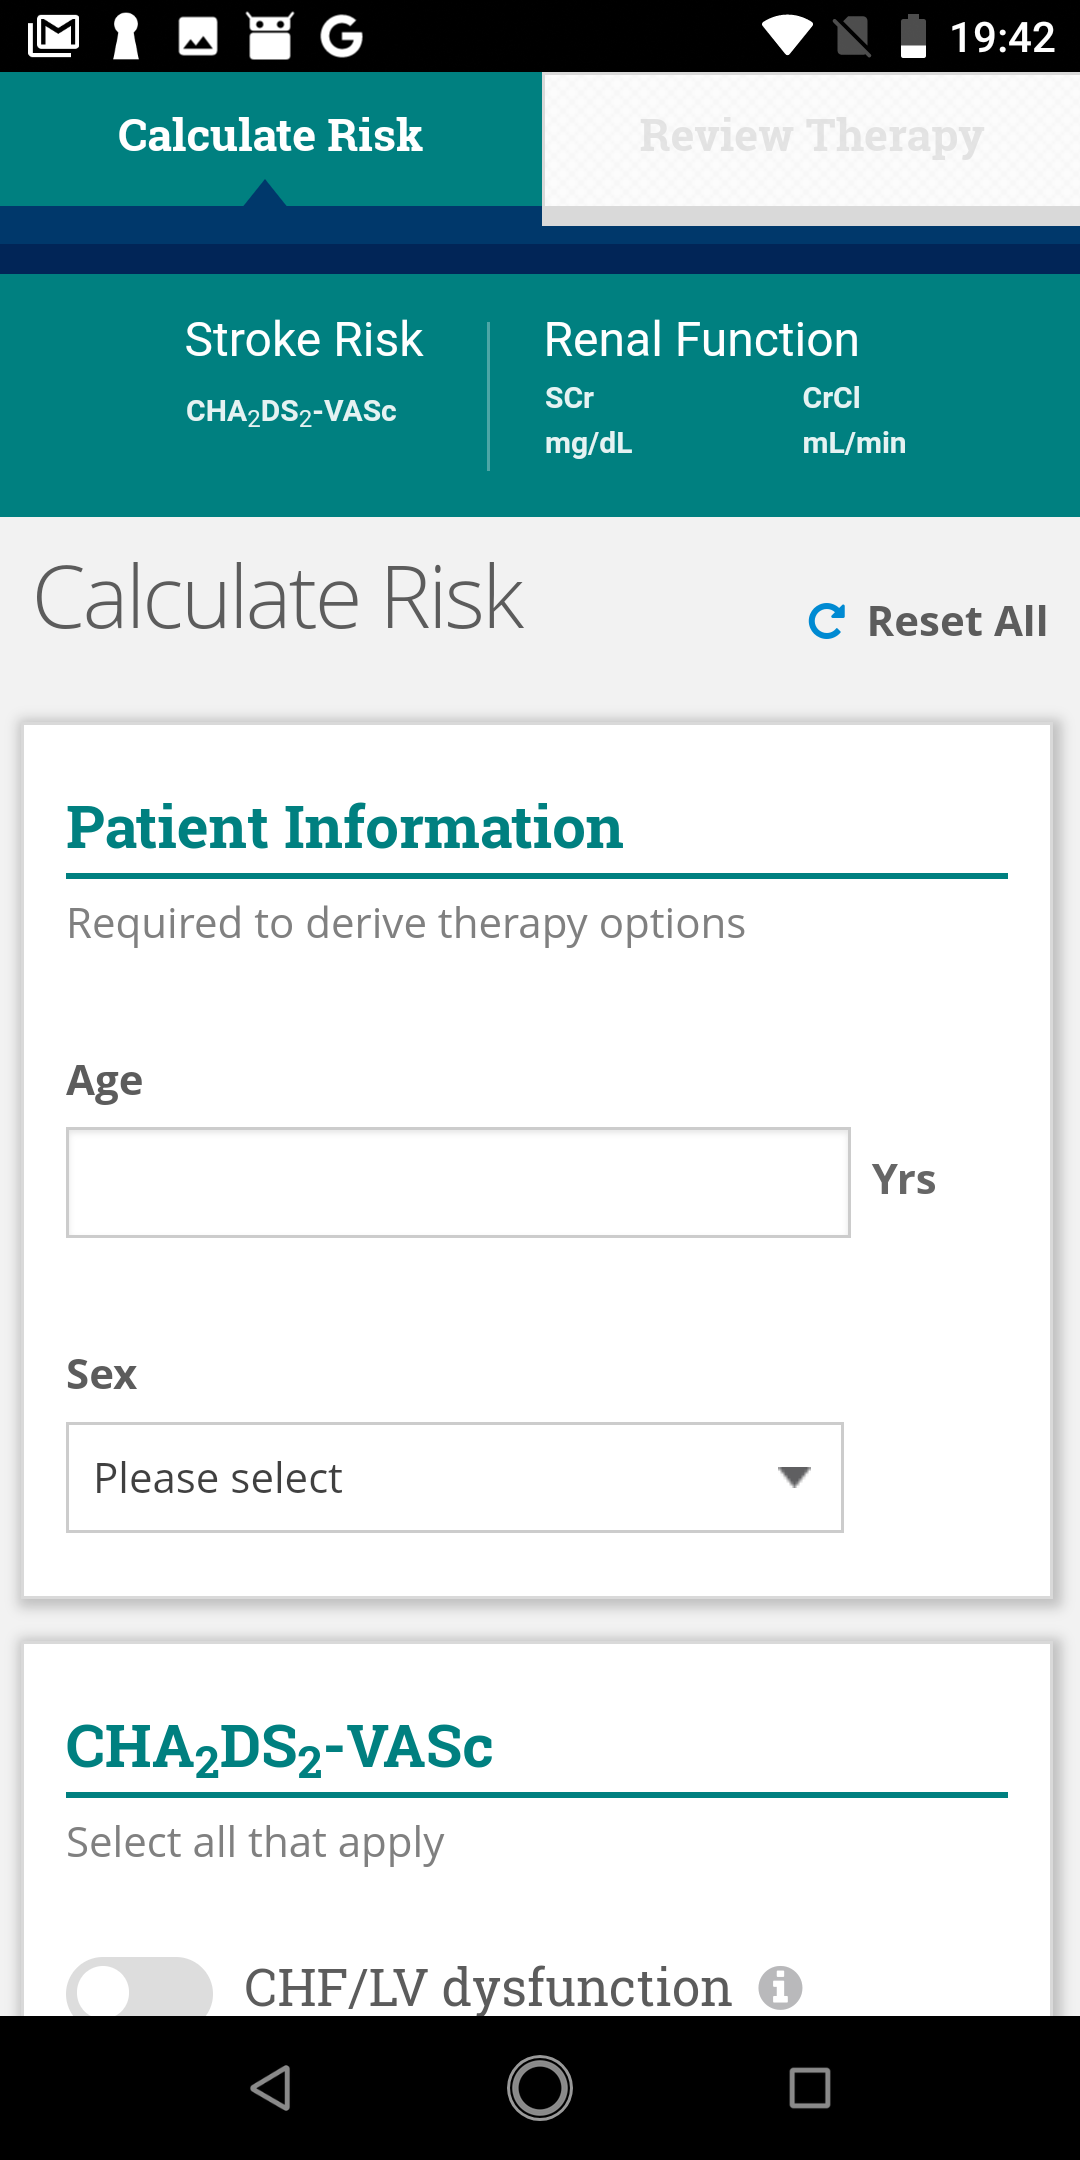 19:42
Calculate Risk
Review Therapy
Stroke Risk
CHA2DS2-VASc
Renal Function
SCr
CrCl
mg/dL
mL/min
Calculate Risk
Reset All
Patient Information
Required to derive therapy options
Age
Yrs
Sex
Please select
CHA2DS2-VASc
Select all that apply
CHF/LV dysfunction